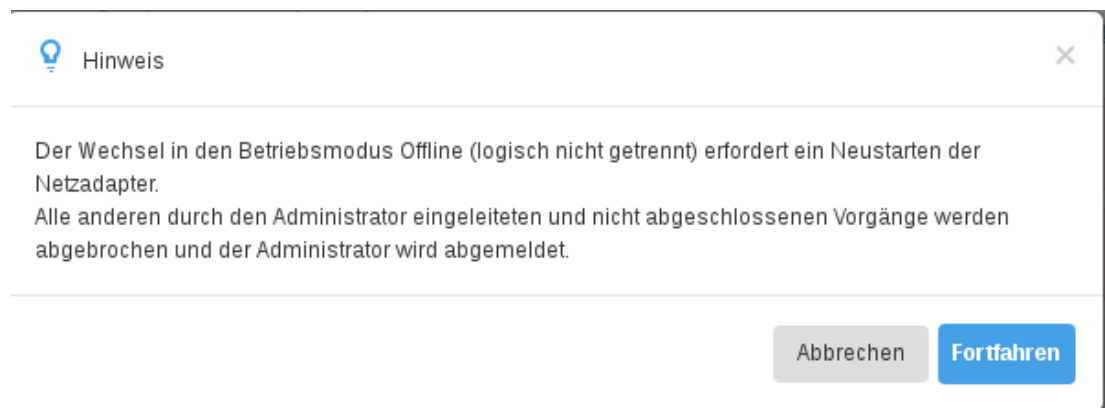 Hinweis
Der Wechsel in den Betriebsmodus Offline (logisch nicht getrennt) erfordert ein Neustarten der
Netzadapter.
Alle anderen durch den Administrator eingeleiteten und nicht abgeschlossenen Vorgänge werden
abgebrochen und der Administrator wird abgemeldet.
Abbrechen Fortfahren